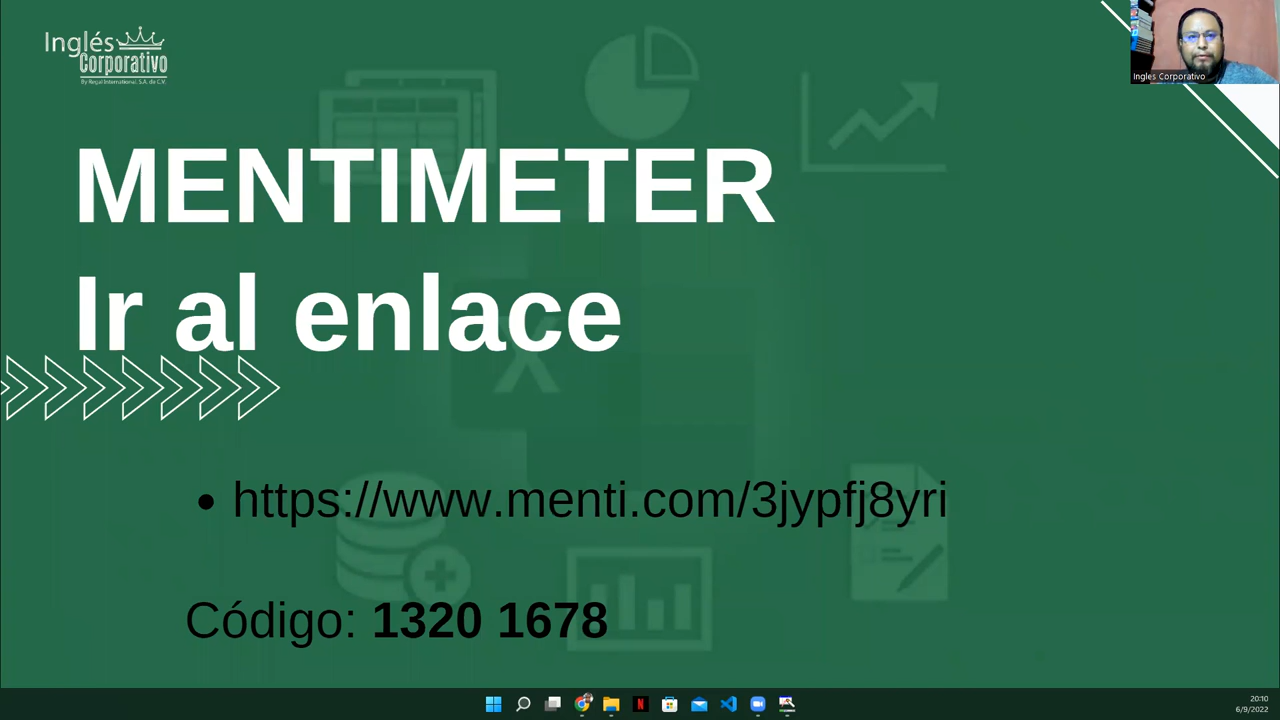 Inglés
Corporativo
By Regal International, S.A. de C.V.
Ingles Corporativo
MENTIMETER
Ir al enlace
X
• https://www.menti.com/3jypfj8yri
Código: 1320 1678
N
20:10
6/9/2022